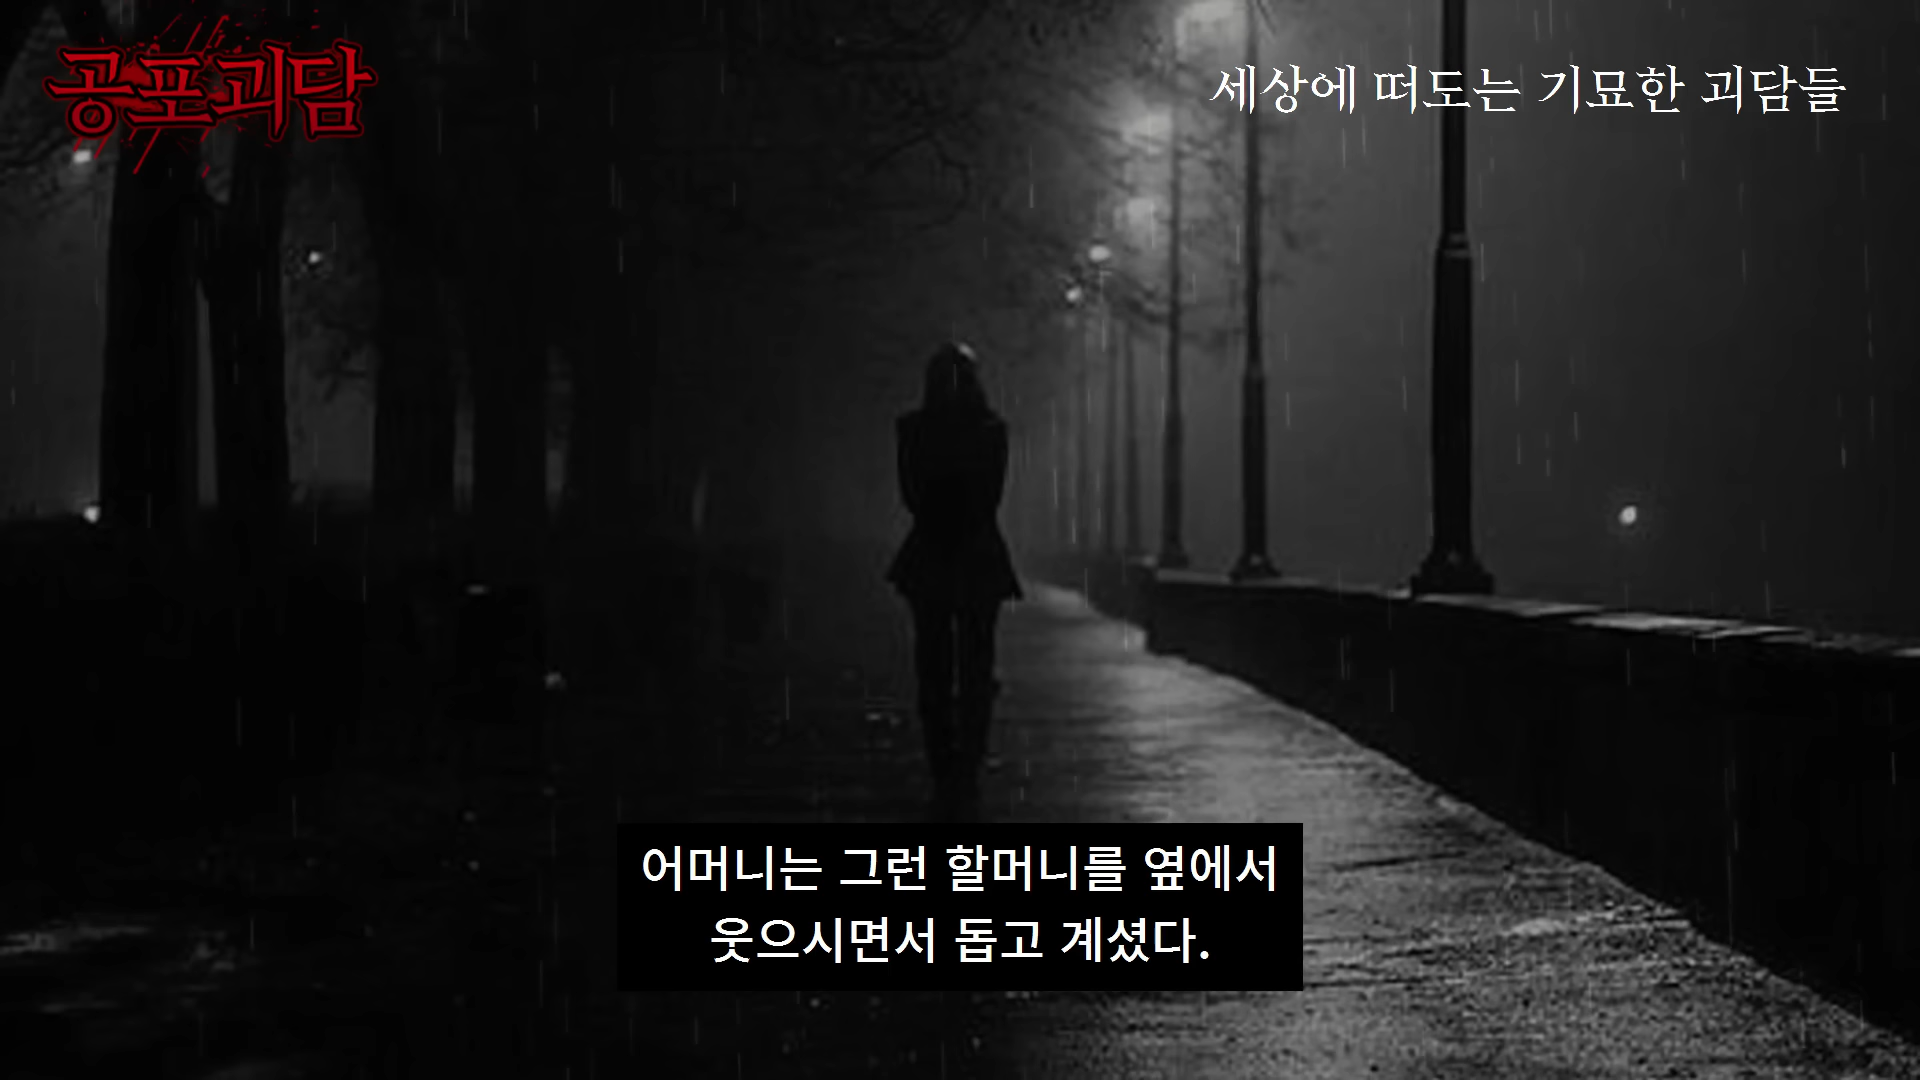 공포괴담
세상에 떠도는 기묘한 괴담들
어머니는 그런 할머니를 옆에서
웃으시면서 돕고 계셨다.